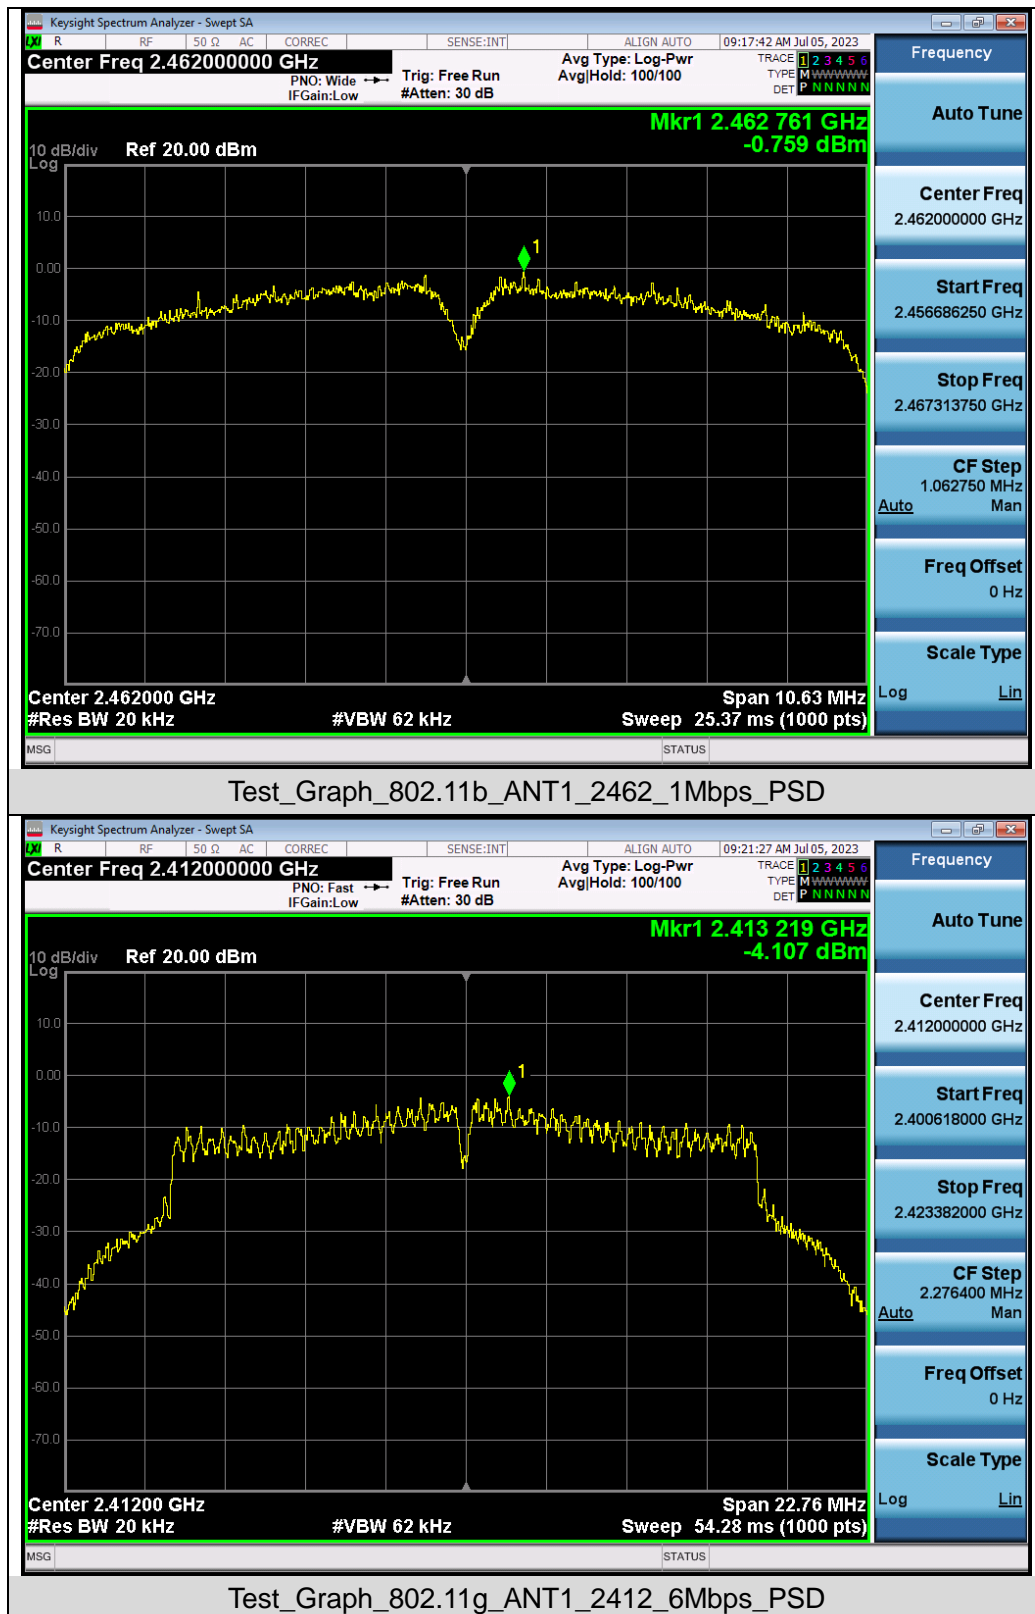 Keysight Spectrum Analyzer - Swept SA
LXI R RF 50 Ω AC CORREC SENSE:INT ALIGN AUTO 09:17:42 AM Jul 05, 2023
Center Freq 2.462000000 GHz
PNO: Wide
IFGain:Low
Trig: Free Run
#Atten: 30 dB
Avg Type: Log-Pwr
Avg|Hold: 100/100
TRACE 1 2 3 4 5 6
TYPE M WWWWW
DET P N N N N N
Frequency
Mkr1 2.462 761 GHz
-0.759 dBm
10 dB/div Ref 20.00 dBm
Log
10.0
0.00
-10.0
-20.0
-30.0
-40.0
-50.0
-60.0
-70.0
1
Center 2.462000 GHz
Span 10.63 MHz
#Res BW 20 kHz
#VBW 62 kHz
Sweep 25.37 ms (1000 pts)
Auto Tune
Center Freq
2.462000000 GHz
Start Freq
2.456686250 GHz
Stop Freq
2.467313750 GHz
CF Step
1.062750 MHz
Auto Man
Freq Offset
0 Hz
Scale Type
Log Lin
MSG STATUS
Test_Graph_802.11b_ANT1_2462_1Mbps_PSD
Keysight Spectrum Analyzer - Swept SA
LXI R RF 50 Ω AC CORREC SENSE:INT ALIGN AUTO 09:21:27 AM Jul 05, 2023
Center Freq 2.412000000 GHz
PNO: Fast
IFGain:Low
Trig: Free Run
#Atten: 30 dB
Avg Type: Log-Pwr
Avg|Hold: 100/100
TRACE 1 2 3 4 5 6
TYPE M WWWWW
DET P N N N N N
Frequency
Mkr1 2.413 219 GHz
-4.107 dBm
10 dB/div Ref 20.00 dBm
Log
10.0
0.00
-10.0
-20.0
-30.0
-40.0
-50.0
-60.0
-70.0
1
Center 2.41200 GHz
Span 22.76 MHz
#Res BW 20 kHz
#VBW 62 kHz
Sweep 54.28 ms (1000 pts)
Auto Tune
Center Freq
2.412000000 GHz
Start Freq
2.400618000 GHz
Stop Freq
2.423382000 GHz
CF Step
2.276400 MHz
Auto Man
Freq Offset
0 Hz
Scale Type
Log Lin
MSG STATUS
Test_Graph_802.11g_ANT1_2412_6Mbps_PSD